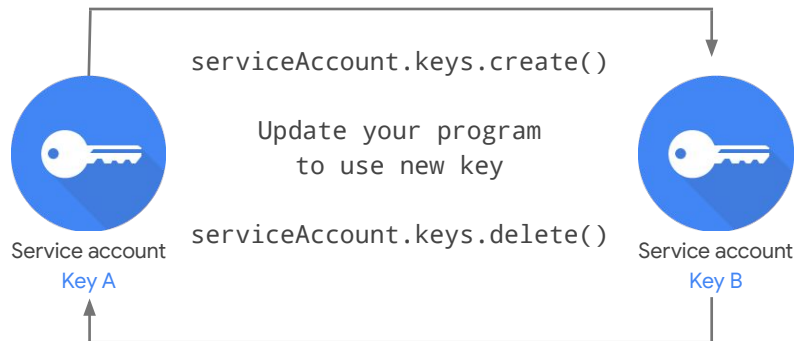 serviceAccount.keys.create()
Update your program
to use new key
serviceAccount.keys.delete()
Service account
Key A
Service account
Key B